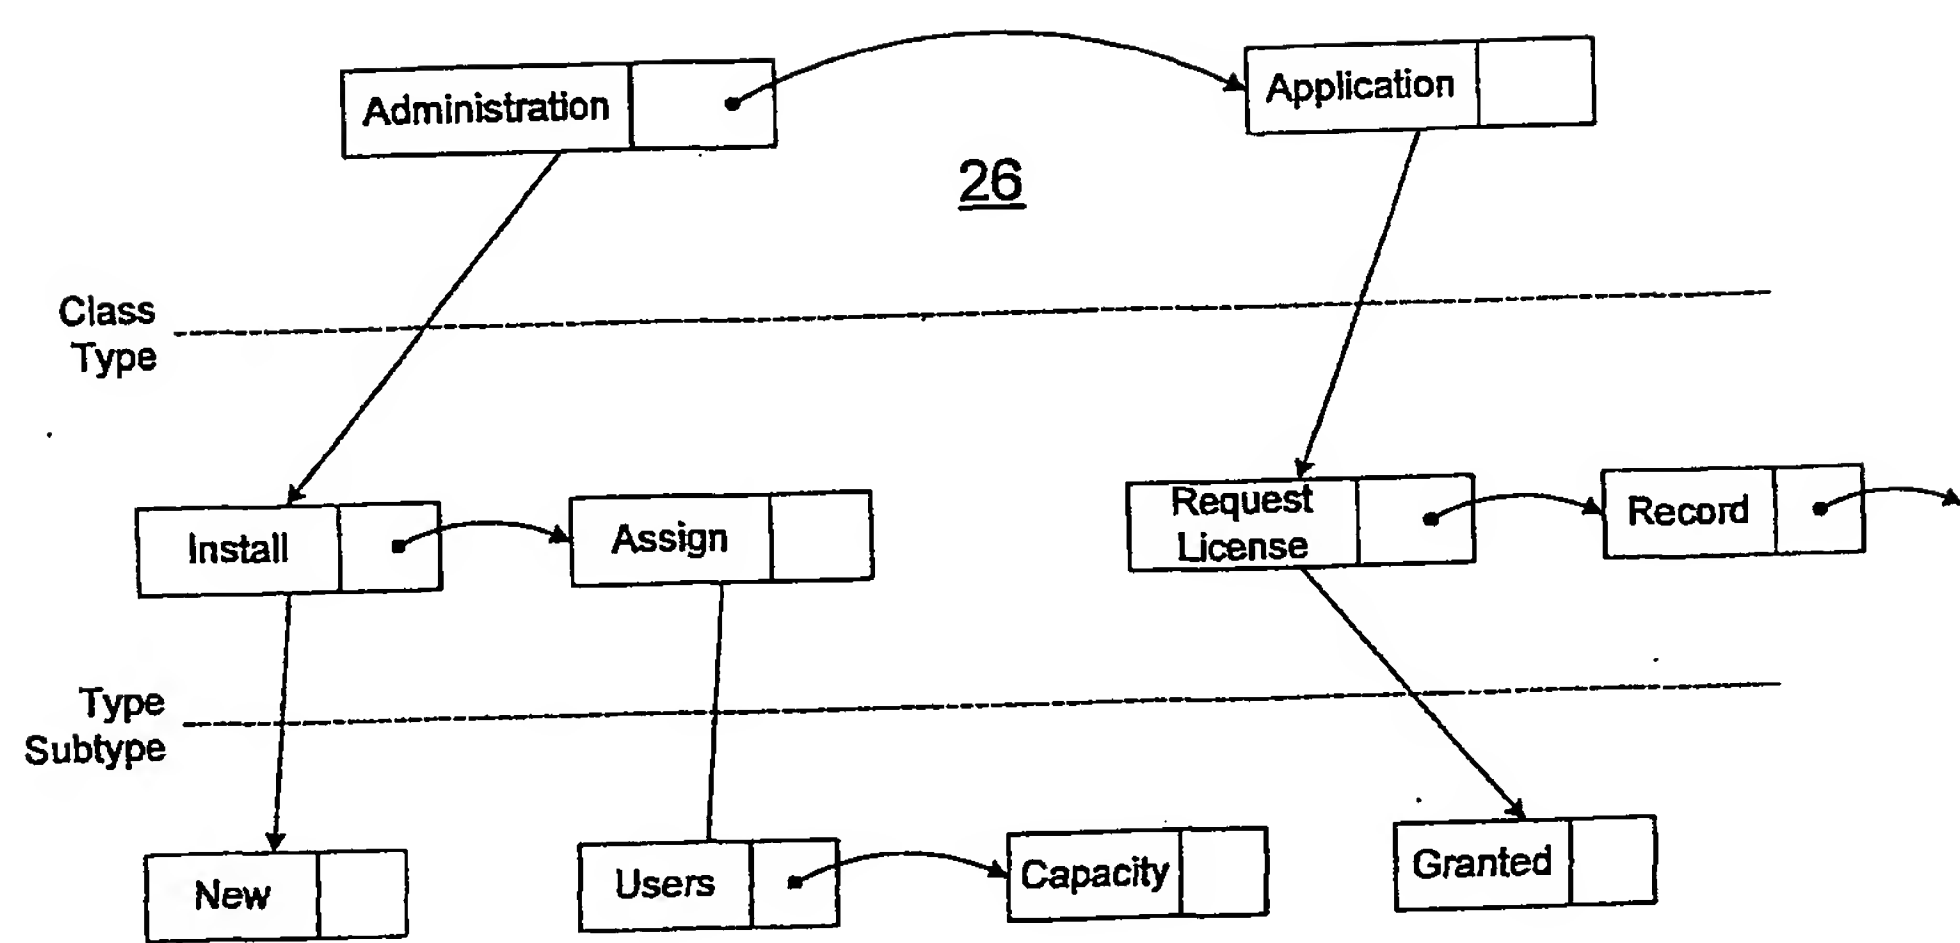 Administration
Application
26
Class
Type
Install
Assign
Request
License
Record
Type
Subtype
New
Users
Capacity
Granted